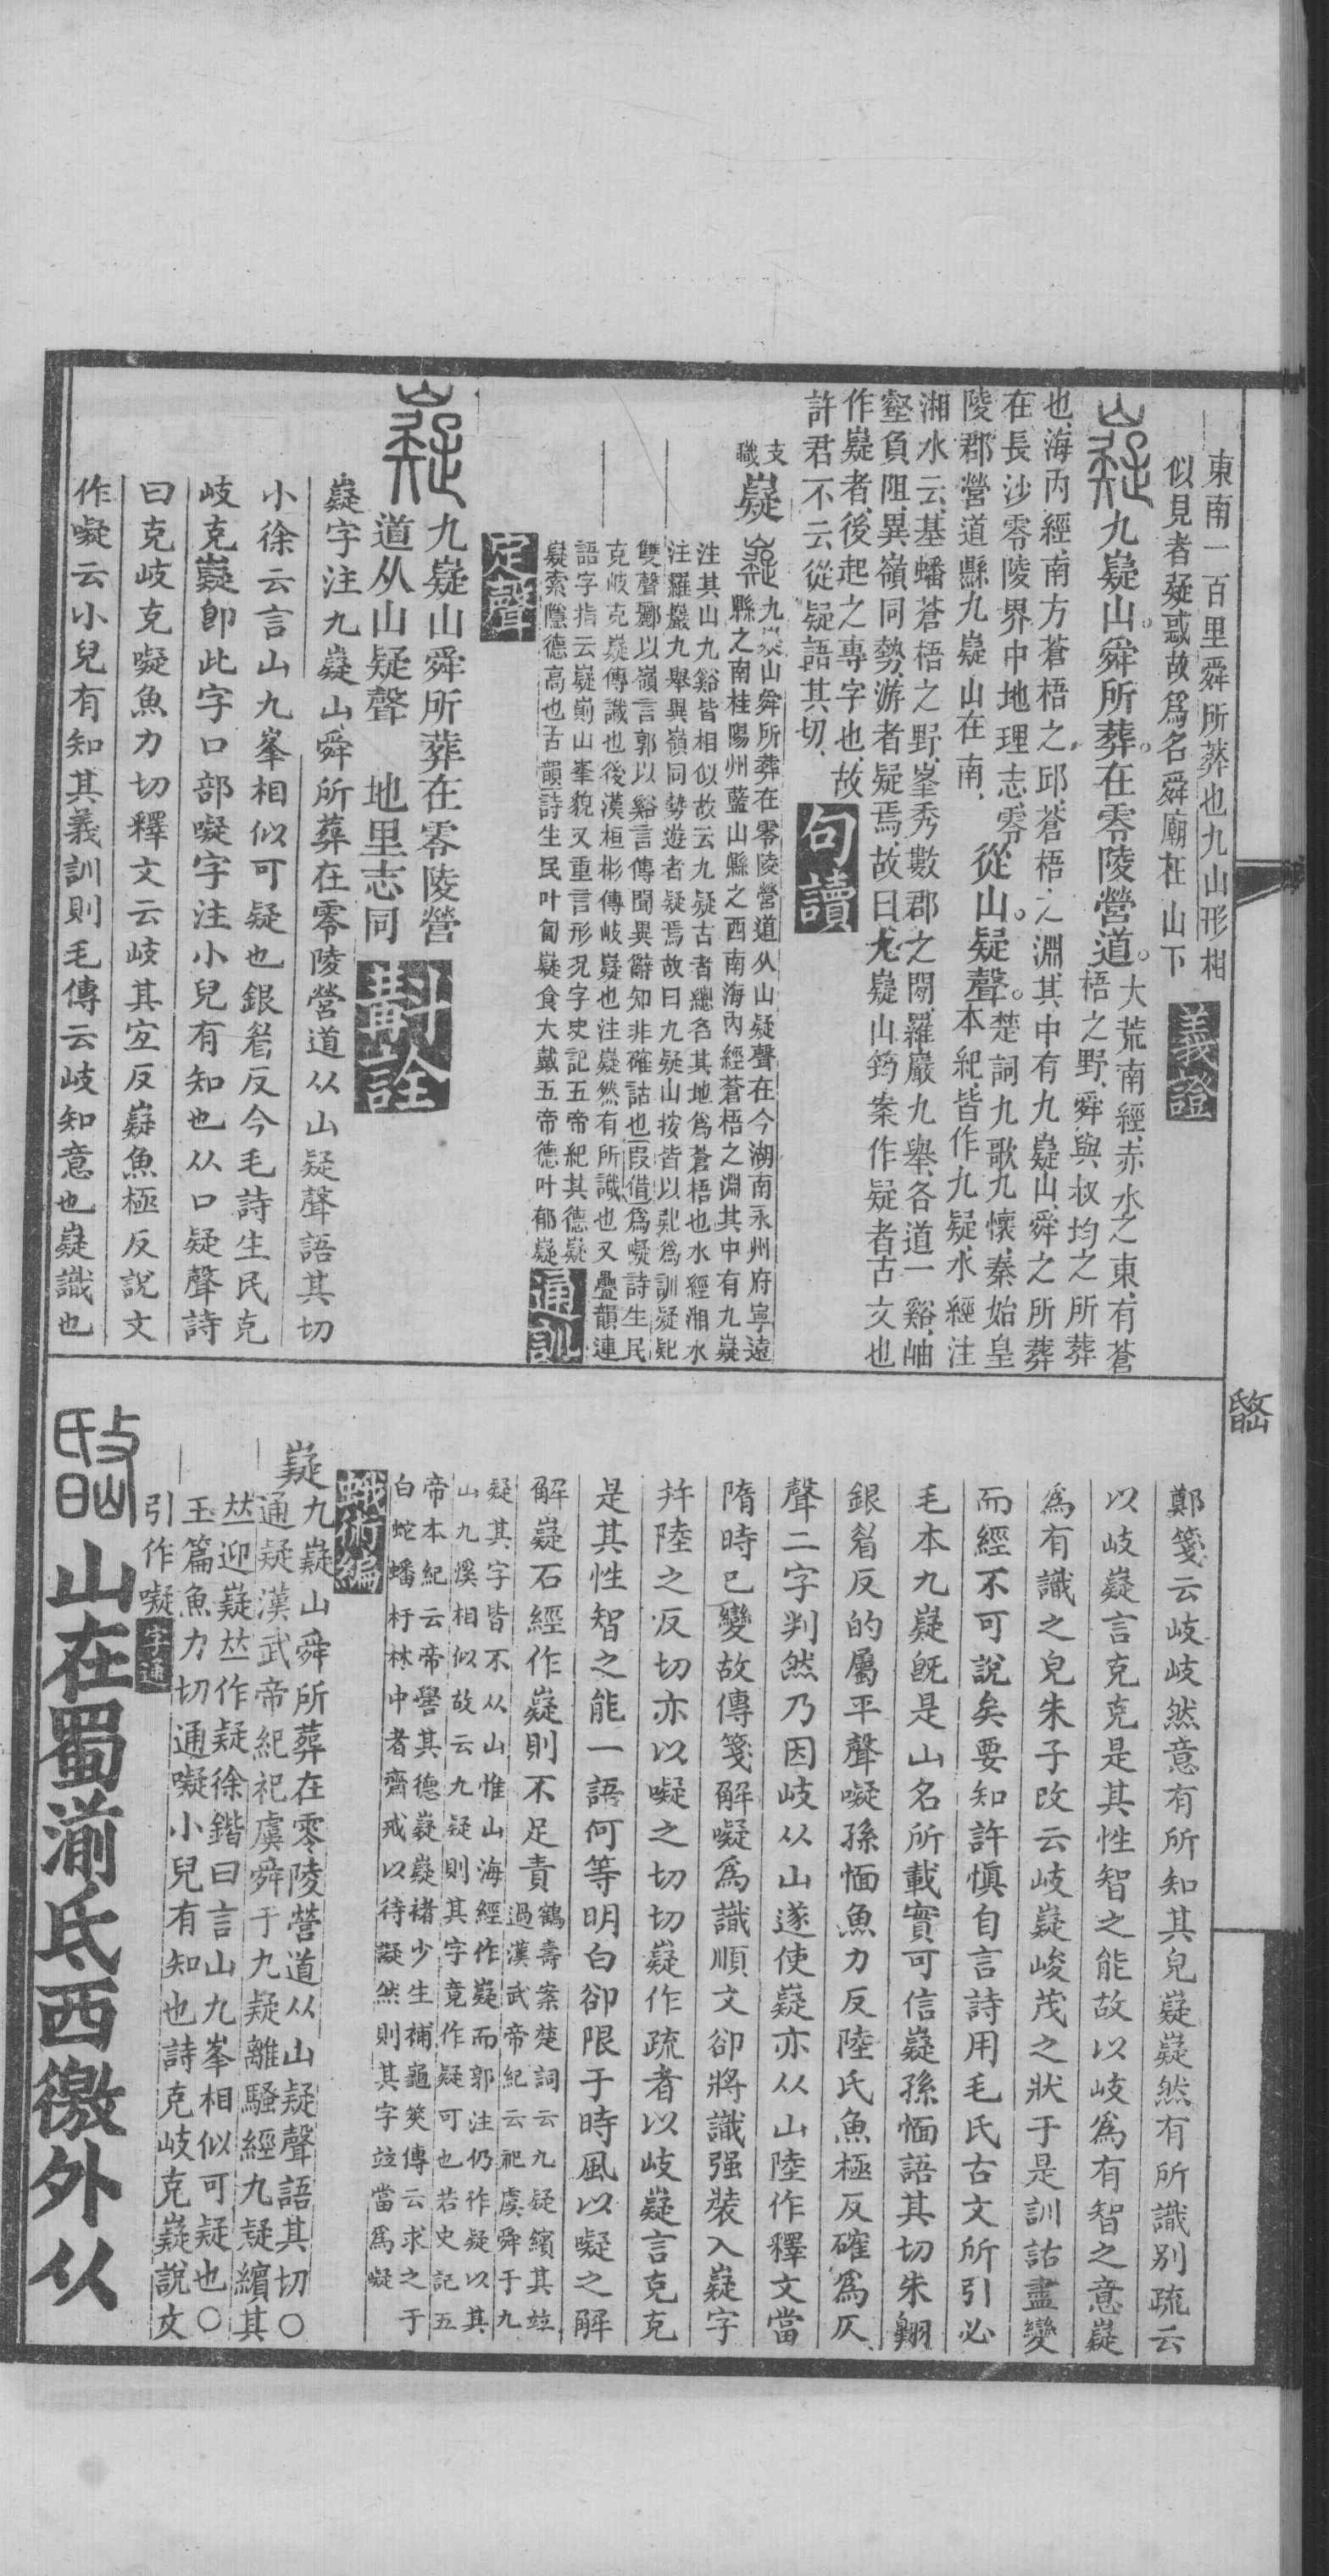 東南一百里舜所葬也九山形相
似見者疑惑故爲名舜廟在山下
義證
九嶷山。舜所葬。在零陵營道。大荒南經、赤水之東、有蒼
梧之野、舜與叔均之所葬
也、海內經、南方蒼梧之邱、蒼梧之淵其中有九嶷山、舜之所葬
在長沙零陵界中地理志、零
陵郡營道縣九嶷山在南、
從山。疑聲。楚詞九歌九懷、秦始皇
本紀、皆作九疑、水經注
湘水云、基蟠蒼梧之野、峯秀數郡之閒、羅巖九舉、各道一谿、岫
壑負阻、異嶺同勢、游者疑焉、故曰九疑山筠案作疑者古文也
作嶷者、後起之專字也、故
許君不云、從疑語其切、
句讀
支
職
嶷
九嶷山舜所葬在零陵營道从山疑聲在今湖南永州府寧遠
縣之南桂陽州藍山縣之西南海內經蒼梧之淵其中有九嶷
注其山九谿皆相似故云九疑古者總名其地爲蒼梧也水經湘水
注羅巖九舉異嶺同勢遊者疑焉故曰九疑山按皆以皃爲訓疑皃
雙聲酈以嶺言郭以谿言傳聞異辭知非確詁也假借爲嶷詩生民
克岐克嶷傳識也後漢桓彬傳岐嶷也注嶷然有所識也又疊韻連
語字指云嶷崱山峯貌又重言形況字史記五帝紀其德嶷
嶷索隱德高也古韻詩生民叶匐嶷食大戴五帝德叶郁嶷
定聲
通訓
九嶷山舜所葬在零陵營
道从山疑聲　地里志同
斠詮
嶷字注九嶷山舜所葬在零陵營道从山疑聲語其切
小徐云言山九峯相似可疑也銀眉反今毛詩生民克
岐克嶷卽此字口部㘈字注小兒有知也从口疑聲詩
曰克岐克㘈魚力切釋文云岐其宜反嶷魚極反說文
作㘈云小兒有知其義訓則毛傳云岐知意也嶷識也
鄭箋云岐岐然意有所知其皃嶷嶷然有所識别疏云
以岐嶷言克克是其性智之能故以岐爲有智之意嶷
爲有識之皃朱子改云岐嶷峻茂之狀于是訓詁盡變
而經不可說矣要知許愼自言詩用毛氏古文所引必
毛本九嶷旣是山名所載實可信嶷孫愐語其切朱翺
銀眉反的屬平聲㘈孫愐魚力反陸氏魚極反確爲仄
聲二字判然乃因岐从山遂使嶷亦从山陸作釋文當
隋時已變故傳箋解㘈爲識順文卻將識强裝入嶷字
幷陸之反切亦以㘈之切切嶷作疏者以岐嶷言克克
是其性智之能一語何等明白卻限于時風以㘈之解
解嶷石經作嶷則不足責鶴壽案楚詞云九疑繽其竝
過漢武帝紀云祀虞舜于九
疑其字皆不从山惟山海經作嶷而郭注仍作疑以其
山九溪相似故云九疑則其字竟作疑可也若史記五
帝本紀云帝嚳其德嶷嶷褚少生補龜筴傳云求之于
白蛇蟠杅林中者齋戒以待㘈然則其字竝當爲㘈
蛾術編
嶷
九嶷山舜所葬在零陵營道从山疑聲語其切〇
通疑漢武帝紀祀虞舜于九疑離騷經九疑繽其
竝迎嶷竝作疑徐鍇曰言山九峯相似可疑也〇
玉篇魚力切通㘈小兒有知也詩克岐克嶷說文
引作㘈
字通
山在蜀湔氐西徼外从